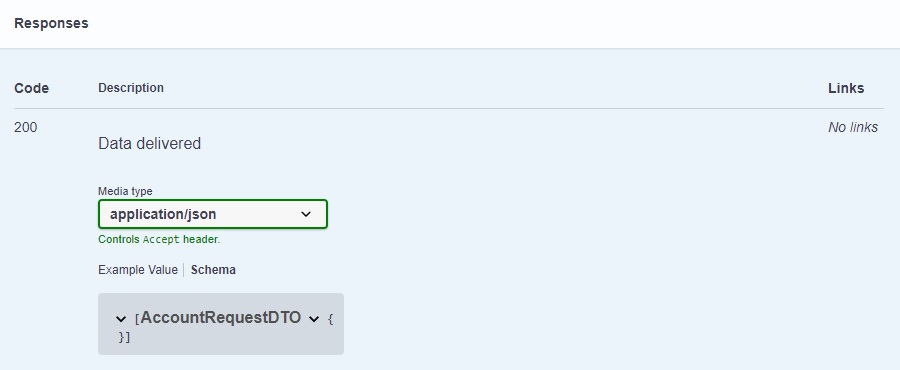 Responses
Code Description Links
200 Data delivered No links
Media type
application/json
Controls Accept header.
Example Value Schema
[AccountRequestDTO {
}]